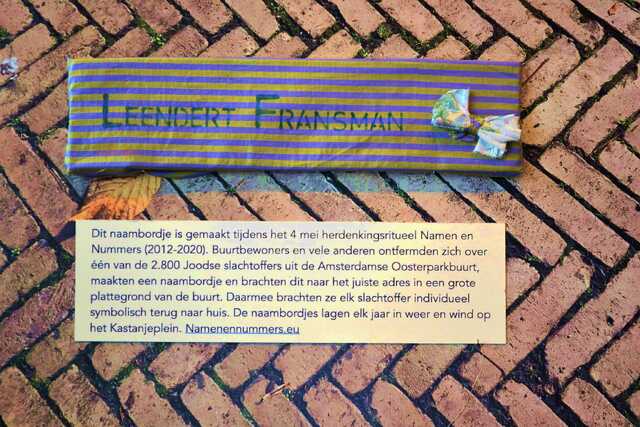 LEENDERT FRANSMAN
Dit naambordje is gemaakt tijdens het 4 mei herdenkingsritueel Namen en
Nummers (2012-2020). Buurtbewoners en vele anderen ontfermden zich over
één van de 2.800 Joodse slachtoffers uit de Amsterdamse Oosterparkbuurt,
maakten een naambordje en brachten dit naar het juiste adres in een grote
plattegrond van de buurt. Daarmee brachten ze elk slachtoffer individueel
symbolisch terug naar huis. De naambordjes lagen elk jaar in weer en wind op
het Kastanjeplein. Namenennummers.eu